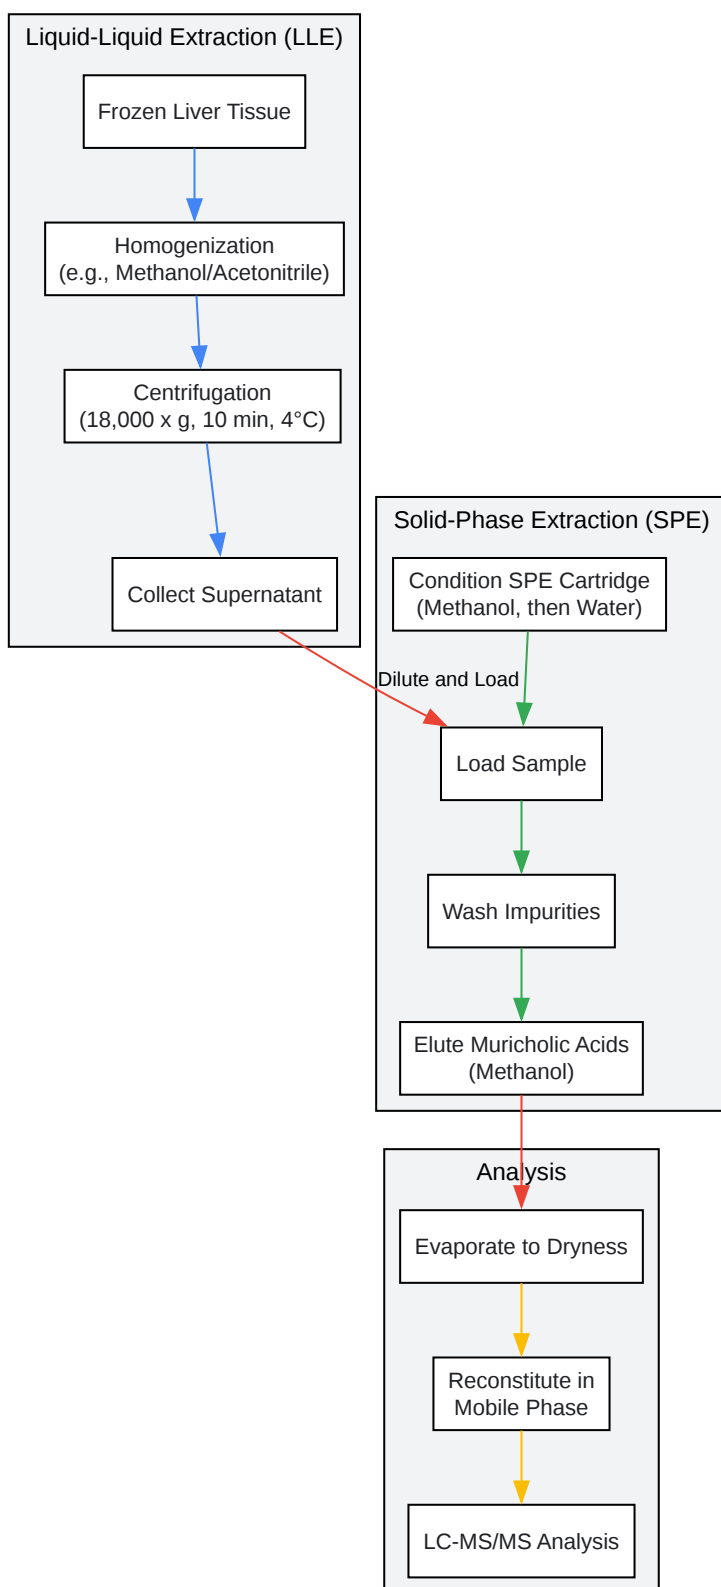 Liquid-Liquid Extraction (LLE)
Frozen Liver Tissue
Homogenization
(e.g., Methanol/Acetonitrile)
Centrifugation
(18,000 x g, 10 min, 4°C)
Collect Supernatant
Solid-Phase Extraction (SPE)
Condition SPE Cartridge
(Methanol, then Water)
Dilute and Load
Load Sample
Wash Impurities
Elute Muricholic Acids
(Methanol)
Analysis
Evaporate to Dryness
Reconstitute in
Mobile Phase
LC-MS/MS Analysis